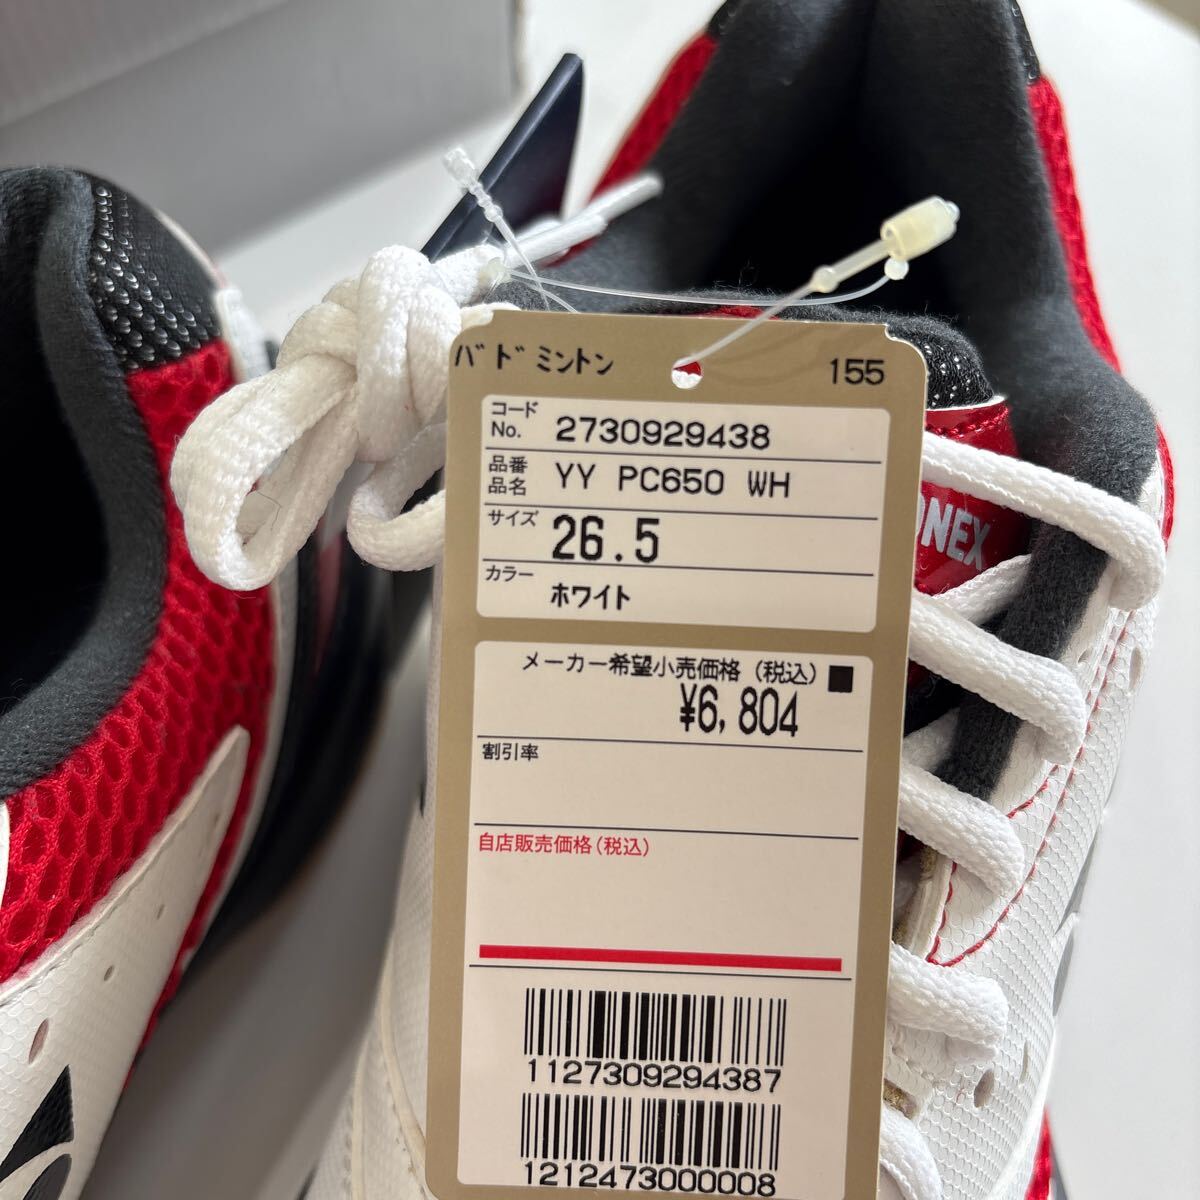 バドミントン 155
コードNo. 2730929438
品番品名 YY PC650 WH
サイズ 26.5
カラー ホワイト
メーカー希望小売価格(税込)■
¥6,804
割引率
自店販売価格(税込)
1127309294387
1212473000008
NEX